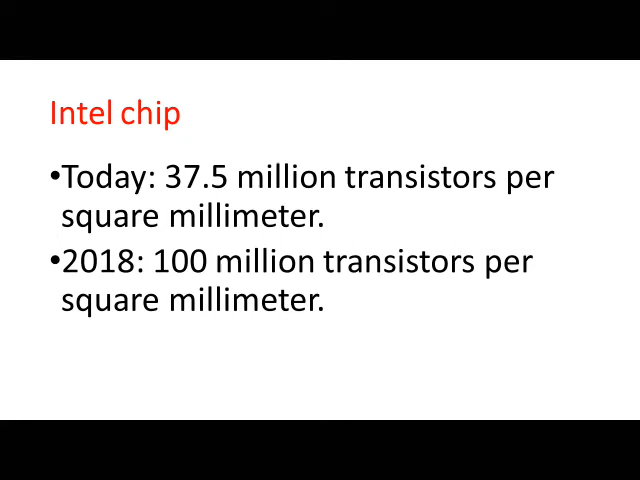 Intel chip
•Today: 37.5 million transistors per
square millimeter.
•2018: 100 million transistors per
square millimeter.